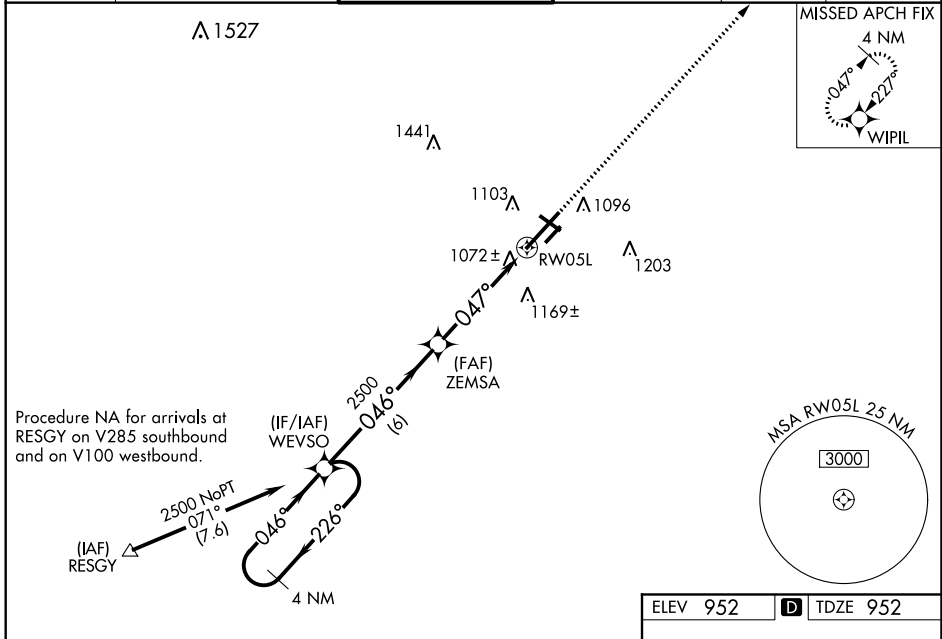 1527
MISSED APCH FIX
4 NM
047°
227°
WIPIL
1441
1103
1096
1072±
RW05L
1203
1169±
047°
(FAF)
ZEMSA
2500
046°
(6)
(IF/IAF)
WEVSO
Procedure NA for arrivals at
RESGY on V285 southbound
and on V100 westbound.
MSA RW05L 25 NM
3000
2500 NoPT
071°
(7.6)
(IAF)
RESGY
046°
226°
4 NM
ELEV 952 D TDZE 952